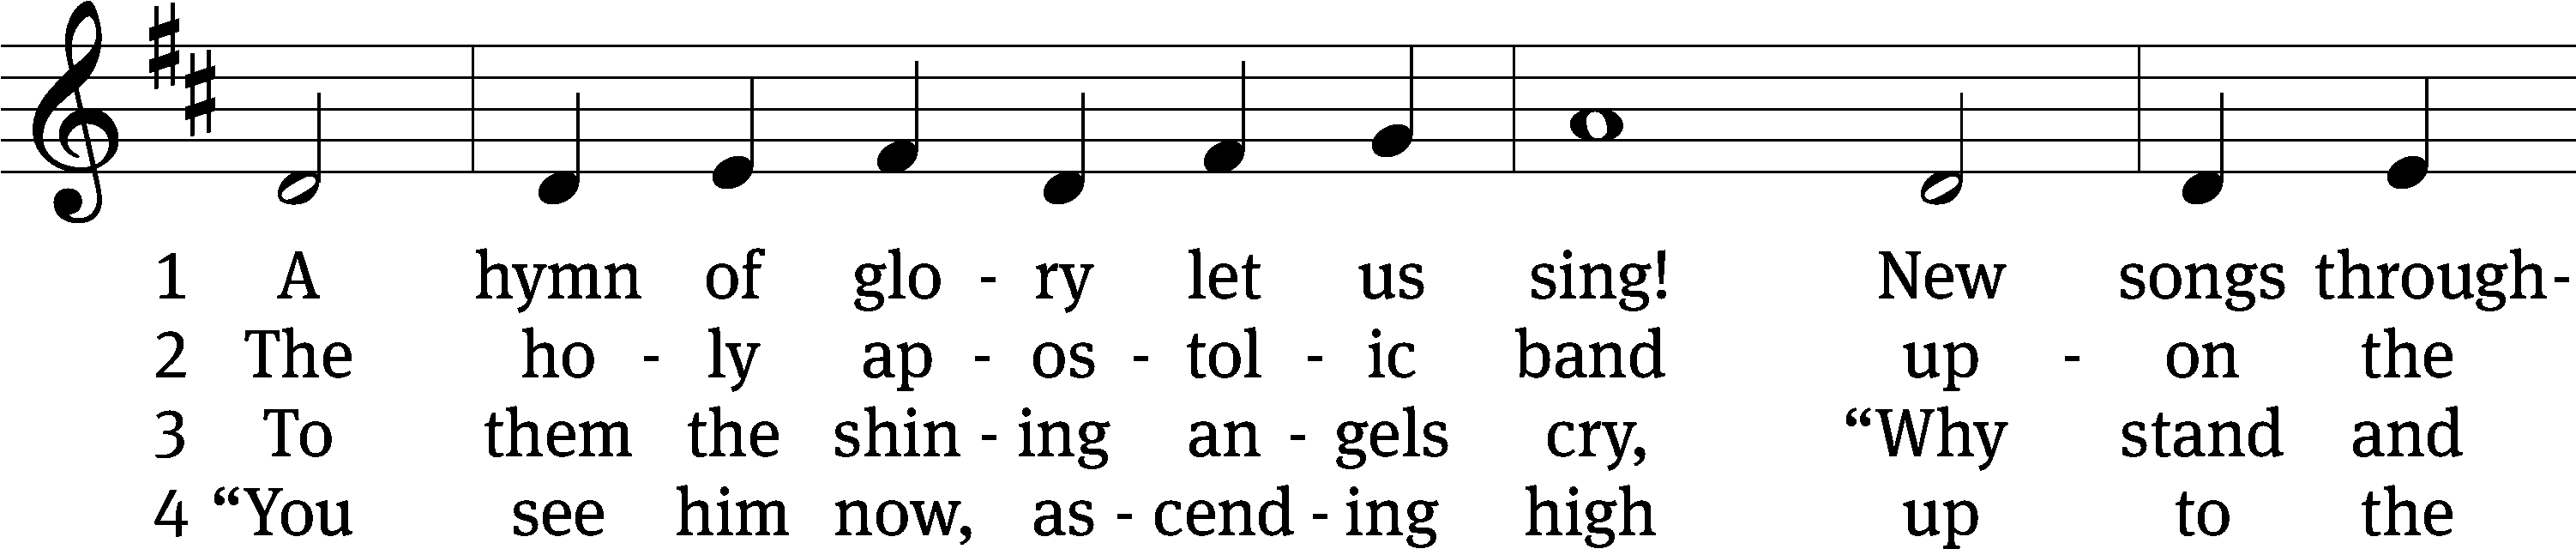 1 A hymn of glo - ry let us sing! New songs through-
2 The ho - ly ap - os - tol - ic band up - on the
3 To them the shin - ing an - gels cry, “Why stand and
4 “You see him now, as - cend - ing high up to the